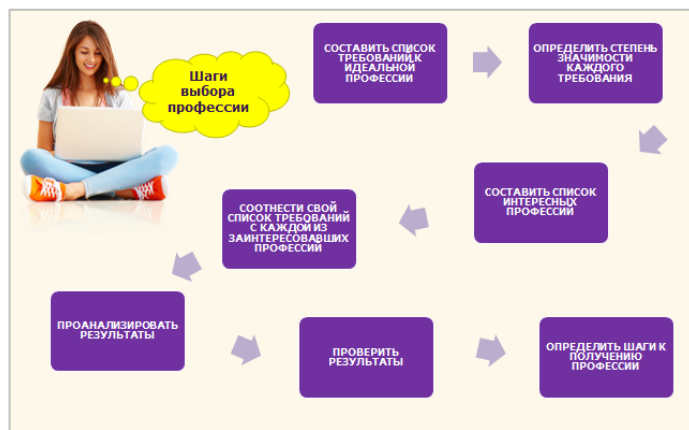 Шаги
выбора
профессии
СОСТАВИТЬ СПИСОК
ТРЕБОВАНИЙ К
ИДЕАЛЬНОЙ
ПРОФЕССИИ
ОПРЕДЕЛИТЬ СТЕПЕНЬ
ЗНАЧИМОСТИ
КАЖДОГО
ТРЕБОВАНИЯ
СОСТАВИТЬ СПИСОК
ИНТЕРЕСНЫХ
ПРОФЕССИЙ
СООТНЕСТИ СВОЙ
СПИСОК ТРЕБОВАНИЙ
С КАЖДОЙ ИЗ
ЗАИНТЕРЕСОВАВШИХ
ПРОФЕССИЙ
ПРОАНАЛИЗИРОВАТЬ
РЕЗУЛЬТАТЫ
ПРОВЕРИТЬ
РЕЗУЛЬТАТЫ
ОПРЕДЕЛИТЬ ШАГИ К
ПОЛУЧЕНИЮ
ПРОФЕССИИ